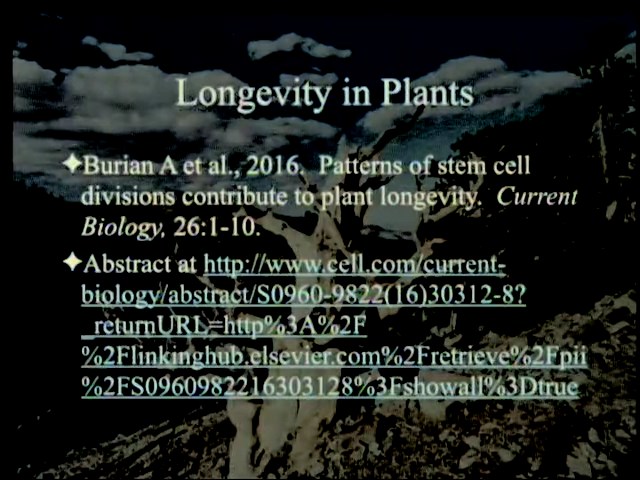 Longevity in Plants
✦Burian A et al., 2016. Patterns of stem cell
divisions contribute to plant longevity. Current
Biology, 26:1-10.
✦Abstract at http://www.cell.com/current-
biology/abstract/S0960-9822(16)30312-8?
_returnURL=http%3A%2F
%2Flinkinghub.elsevier.com%2Fretrieve%2Fpii
%2FS0960982216303128%3Fshowall%3Dtrue